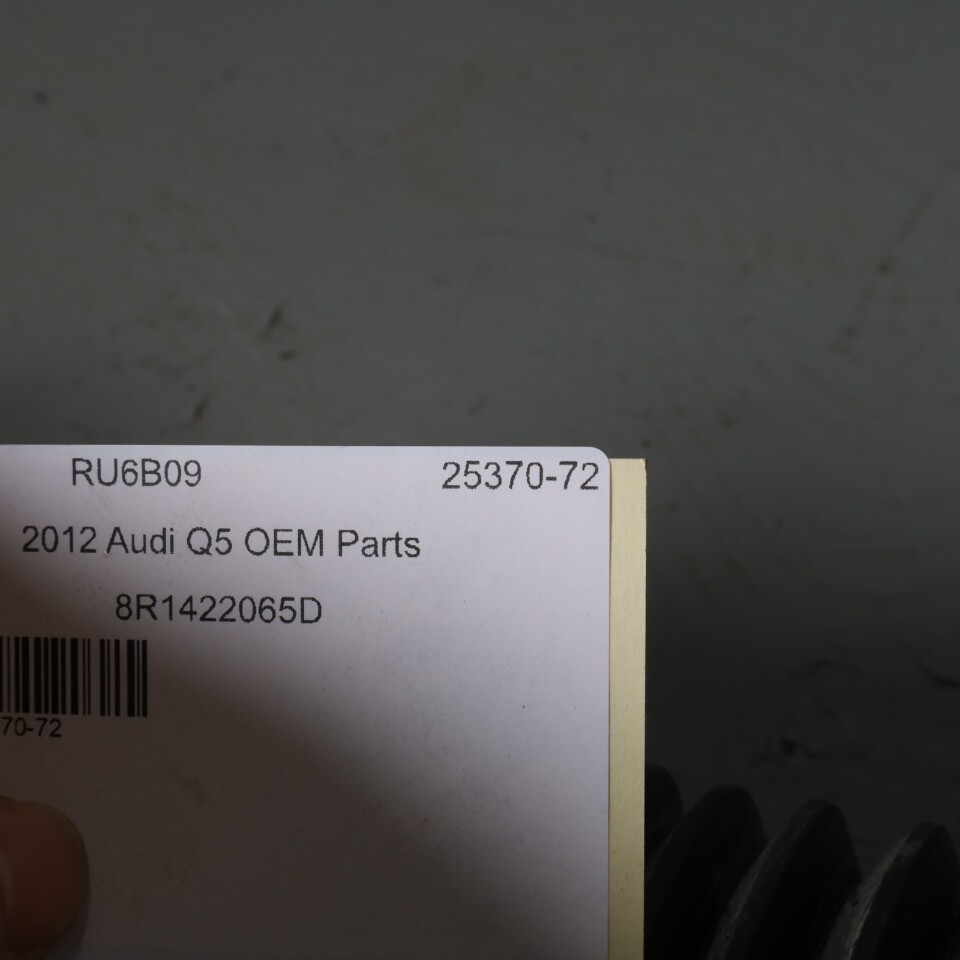 RU6B09 25370-72
2012 Audi Q5 OEM Parts
8R1422065D
70-72